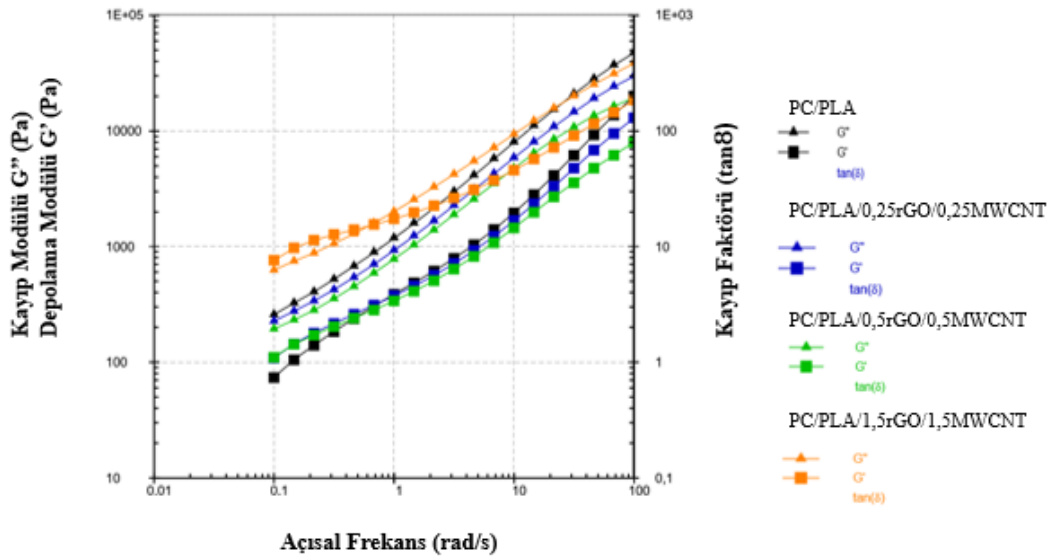 Kayıp Modülü G'' (Pa)
Depolama Modülü G' (Pa)
1E+05
10000
1000
100
10
0.01
0.1
1
10
100
Açısal Frekans (rad/s)
1E+03
100
10
1
0,1
Kayıp Faktörü (tanδ)
PC/PLA
G''
G'
tan(δ)
PC/PLA/0,25rGO/0,25MWCNT
G''
G'
tan(δ)
PC/PLA/0,5rGO/0,5MWCNT
G''
G'
tan(δ)
PC/PLA/1,5rGO/1,5MWCNT
G''
G'
tan(δ)